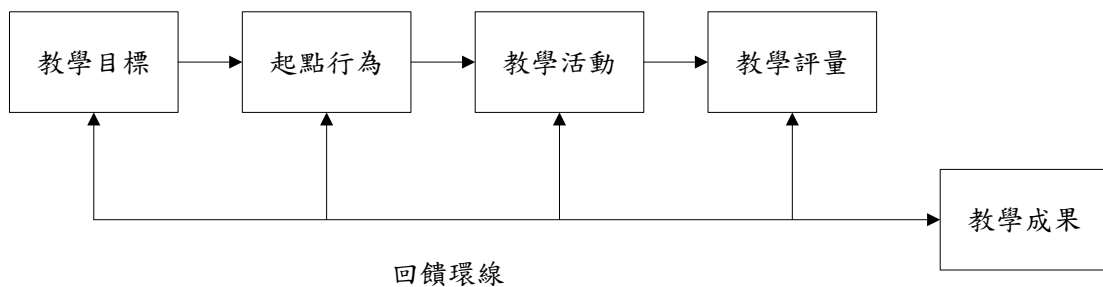 教學目標
起點行為
教學活動
教學評量
教學成果
回饋環線